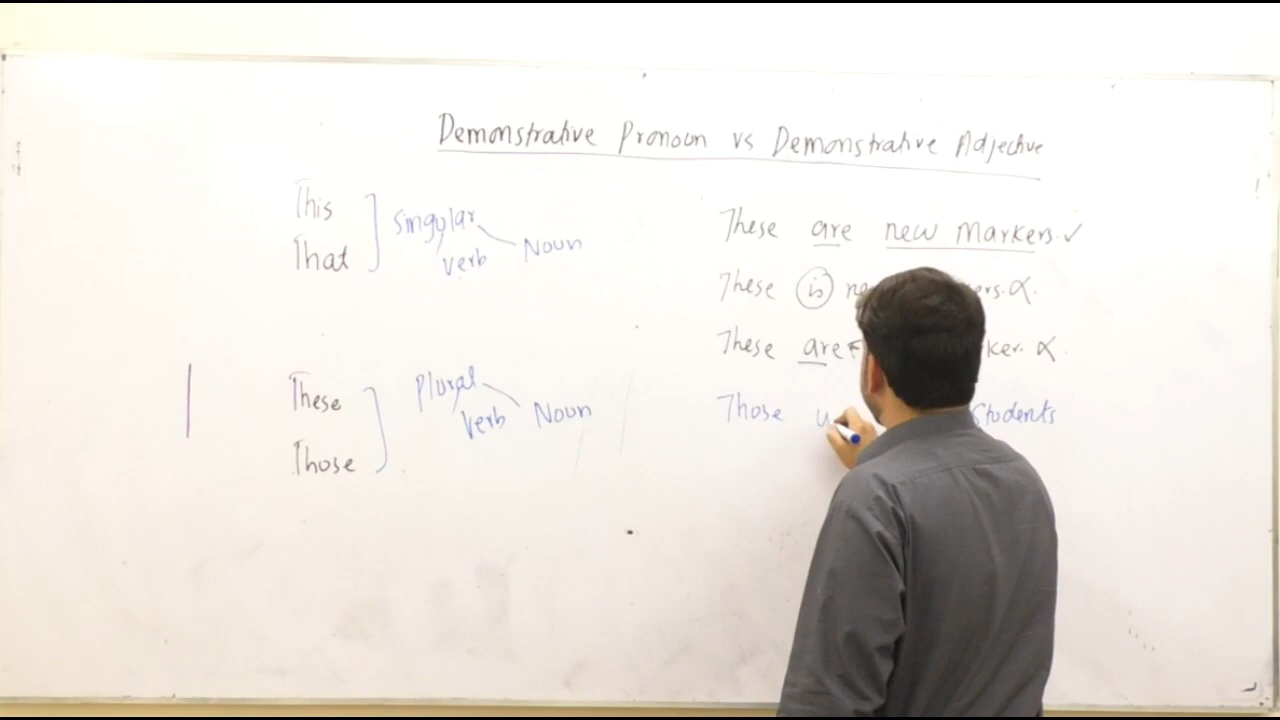 Demonstrative Pronoun vs Demonstrative Adjective
This
That
Singular
verb
Noun
These
Those
Plural
Verb
Noun
These are new markers. ✓
These is
These are
Those Students